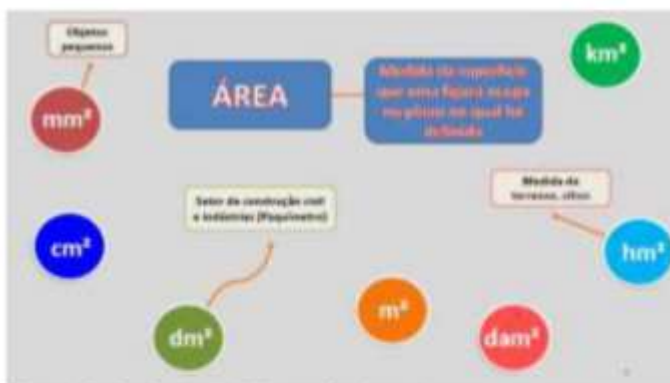 Objetos
pequenos
km²
ÁREA
Medida da superfície
que uma figura ocupa
no plano no qual foi
definida
mm²
Setor da construção civil
e indústrias (Paquímetro)
Medida de
terrenos, sítios
cm²
hm²
m²
dm²
dam²